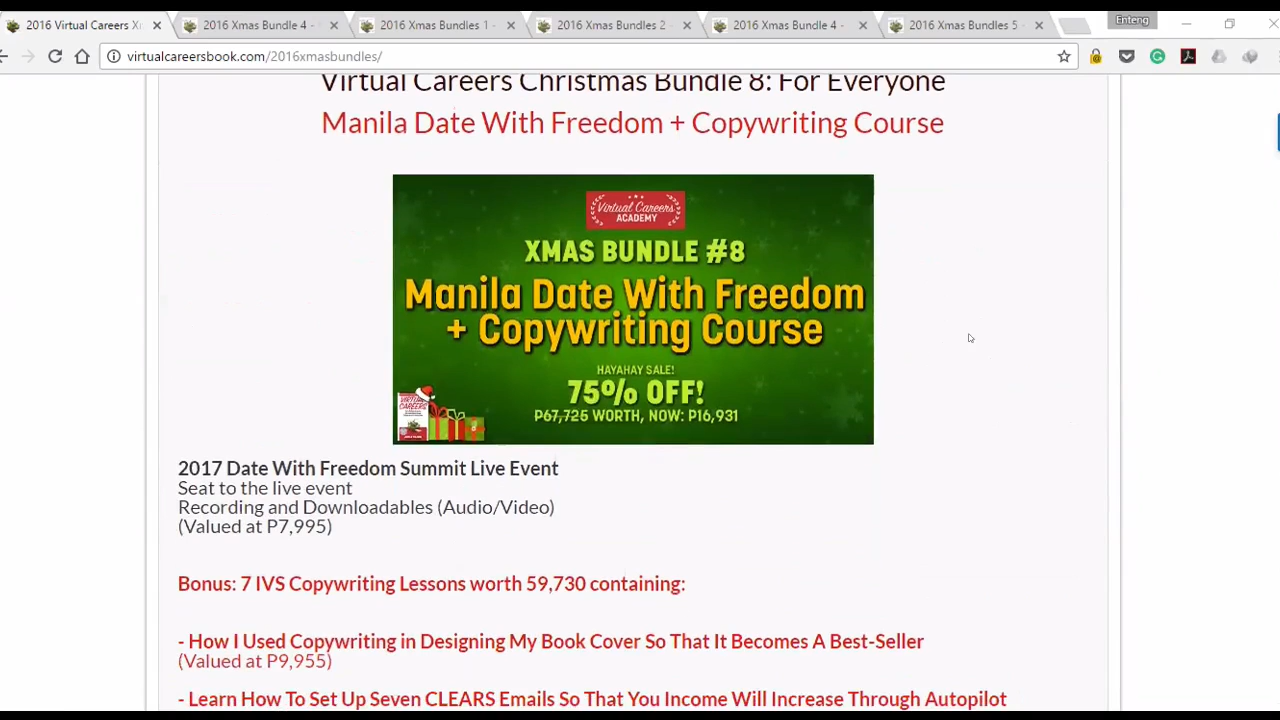 2016 Virtual Careers X
2016 Xmas Bundle 4 -
2016 Xmas Bundles 1 -
2016 Xmas Bundles 2
2016 Xmas Bundle 4 -
2016 Xmas Bundles 5
Enteng
virtualcareersbook.com/2016xmasbundles/
Virtual Careers Christmas Bundle 8: For Everyone
Manila Date With Freedom + Copywriting Course
Virtual Careers
ACADEMY
XMAS BUNDLE #8
Manila Date With Freedom
+ Copywriting Course
HAYAHAY SALE!
75% OFF!
P67,725 WORTH, NOW: P16,931
VIRTUAL
CAREERS
2017 Date With Freedom Summit Live Event
Seat to the live event
Recording and Downloadables (Audio/Video)
(Valued at P7,995)
Bonus: 7 IVS Copywriting Lessons worth 59,730 containing:
- How I Used Copywriting in Designing My Book Cover So That It Becomes A Best-Seller
(Valued at P9,955)
- Learn How To Set Up Seven CLEARS Emails So That You Income Will Increase Through Autopilot